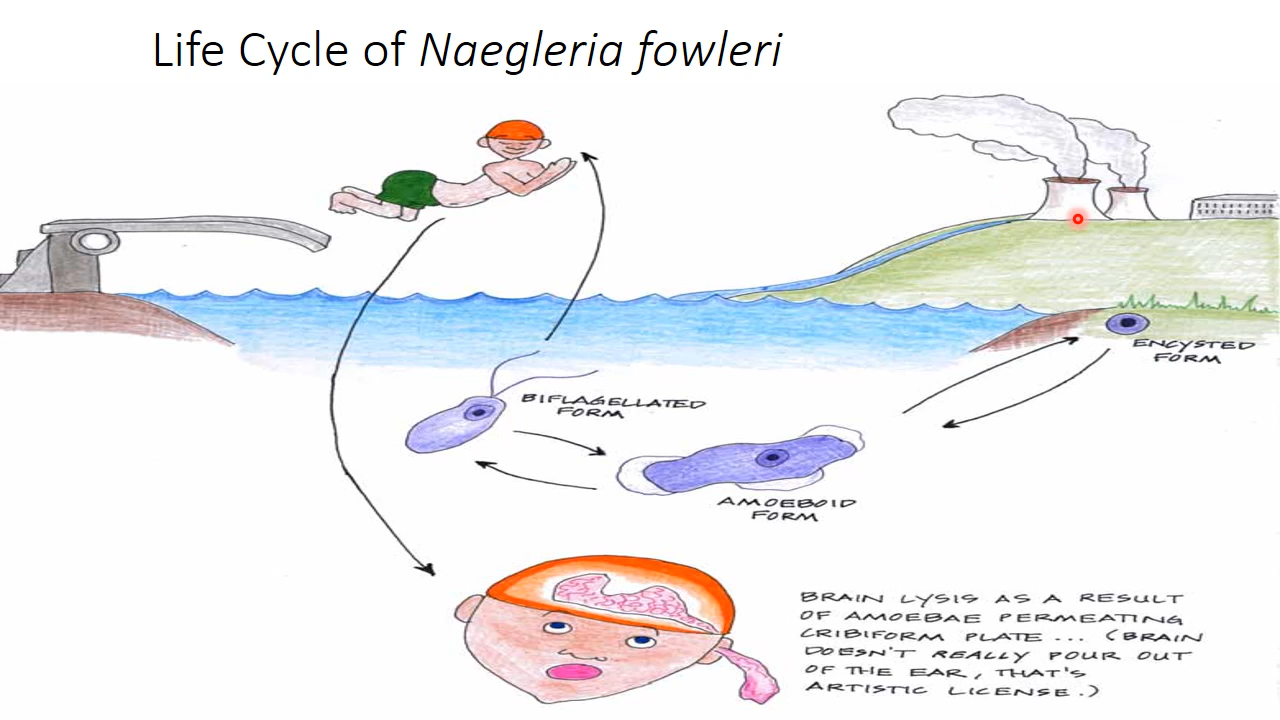 Life Cycle of Naegleria fowleri
ENCYSTED
FORM
BIFLAGELLATED
FORM
AMOEBOID
FORM
BRAIN LYSIS AS A RESULT
OF AMOEBAE PERMEATING
CRIBIFORM PLATE ... (BRAIN
DOESN'T REALLY POUR OUT
OF THE EAR, THAT'S
ARTISTIC LICENSE.)